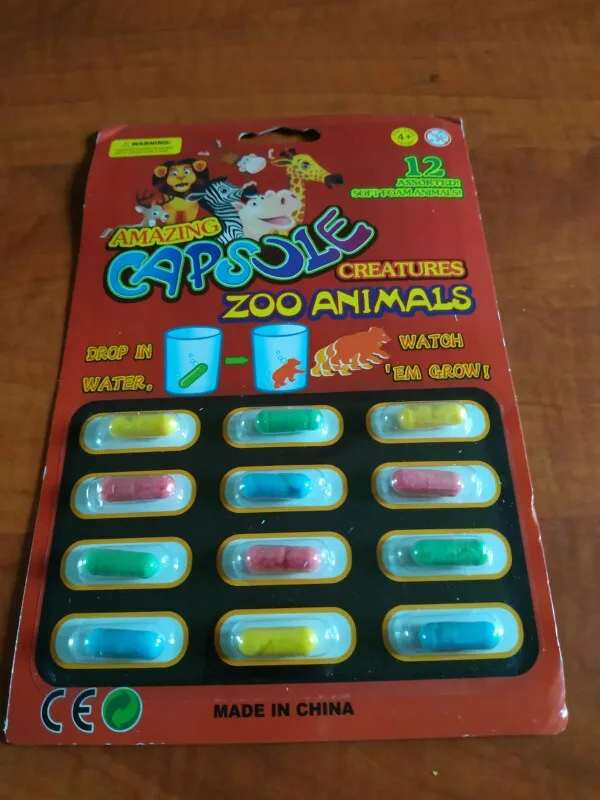 WARNING:
4+
12
ASSORTED!
SOFT FOAM ANIMALS!
AMAZING
CAPSULE
CREATURES
ZOO ANIMALS
DROP IN
WATER.
WATCH
'EM GROW!
CE
MADE IN CHINA